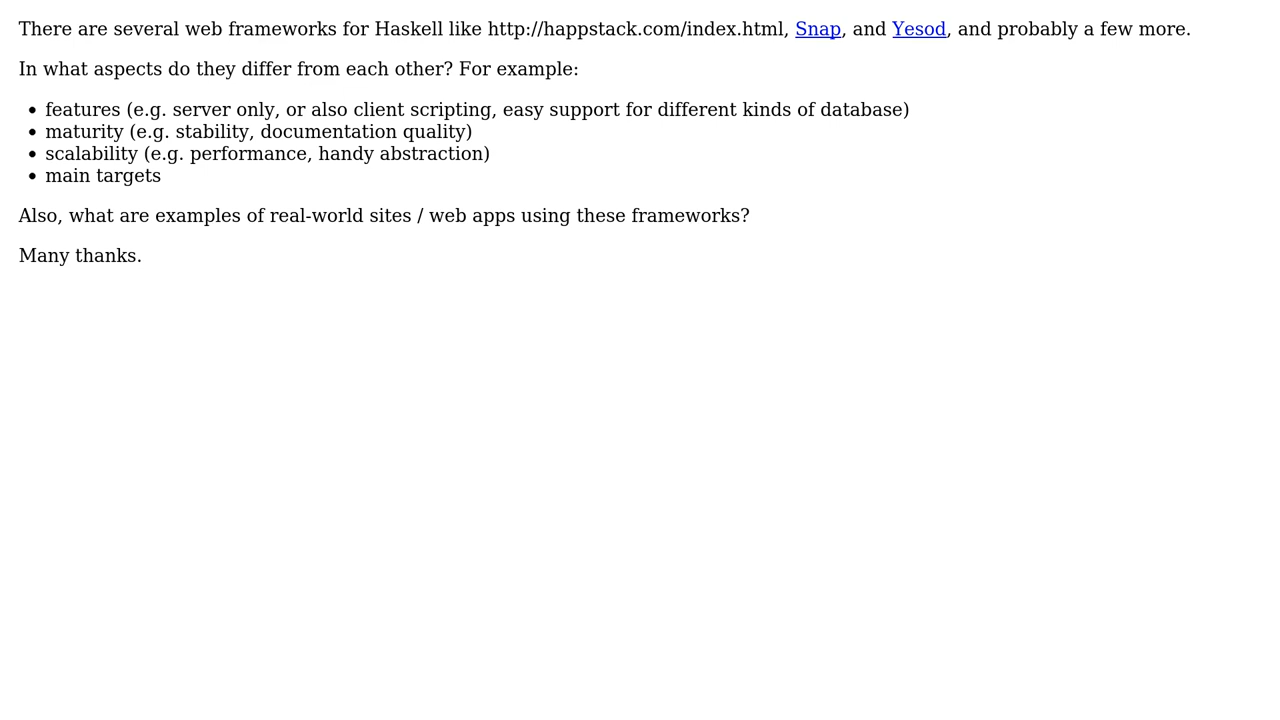 There are several web frameworks for Haskell like http://happstack.com/index.html, Snap, and Yesod, and probably a few more.
In what aspects do they differ from each other? For example:
• features (e.g. server only, or also client scripting, easy support for different kinds of database)
• maturity (e.g. stability, documentation quality)
• scalability (e.g. performance, handy abstraction)
• main targets
Also, what are examples of real-world sites / web apps using these frameworks?
Many thanks.